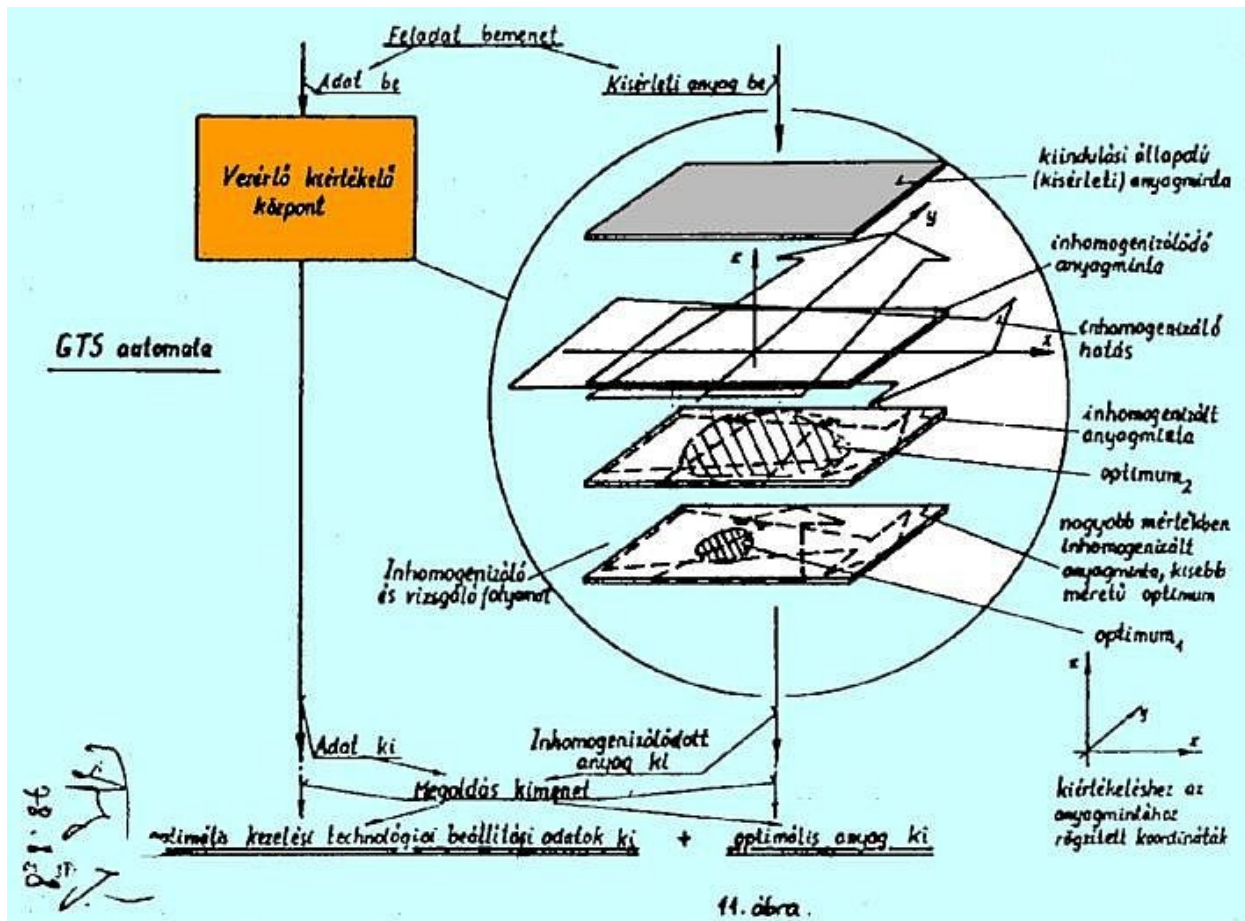 Feladat bemenet
Adat be
Kisérleti anyag be
Vezérlő kiértékelő
központ
kiindulási állapotú
(kisérleti) anyagminta
y
z
inhomogenizálódó
anyagminta
inhomogenizáló
hatás
x
GTS automata
inhomogenizált
anyagminta
optimum2
nagyobb mértékben
inhomogenizált
anyagminta, kisebb
méretű optimum
optimum1
Inhomogenizáló
és vizsgáló folyamat
z
y
x
Adat ki
Inhomogenizálódott
anyag ki
Megoldás kimenet
optimális kezelési technológiai beállítási adatok ki + optimális anyag ki
kiértékeléshez az
anyagmintához
rögzített koordináták
11. ábra.